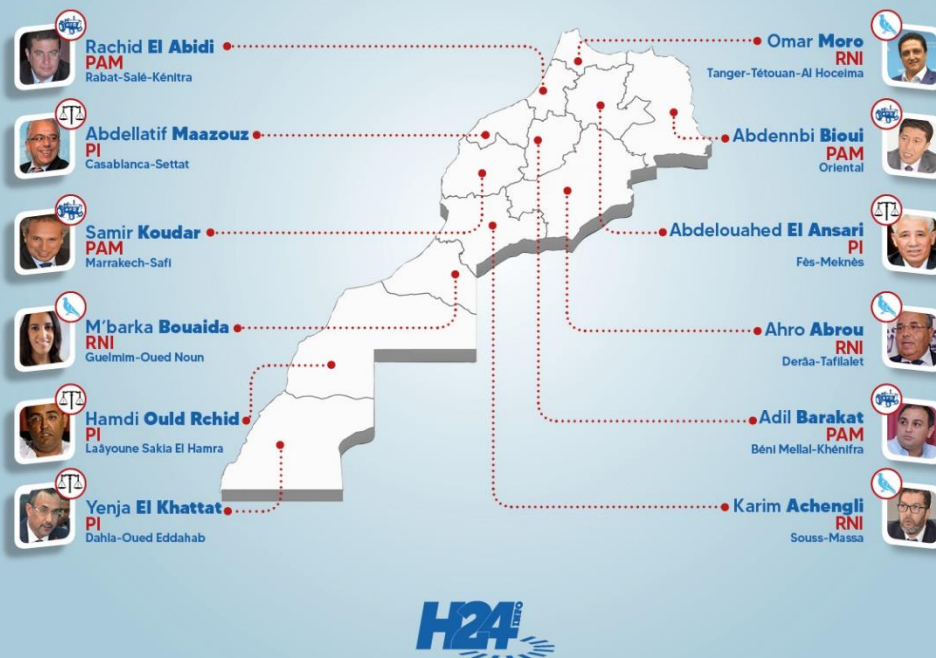 Rachid El Abidi
PAM
Rabat-Salé-Kénitra
Abdellatif Maazouz
PI
Casablanca-Settat
Samir Koudar
PAM
Marrakech-Safi
M'barka Bouaida
RNI
Guelmim-Oued Noun
Hamdi Ould Rchid
PI
Laâyoune Sakia El Hamra
Yenja El Khattat
PI
Dahla-Oued Eddahab
Omar Moro
RNI
Tanger-Tétouan-Al Hoceima
Abdennbi Bioui
PAM
Oriental
Abdelouahed El Ansari
PI
Fès-Meknès
Ahro Abrou
RNI
Derâa-Tafilalet
Adil Barakat
PAM
Béni Mellal-Khénifra
Karim Achengli
RNI
Souss-Massa
H24 INFO